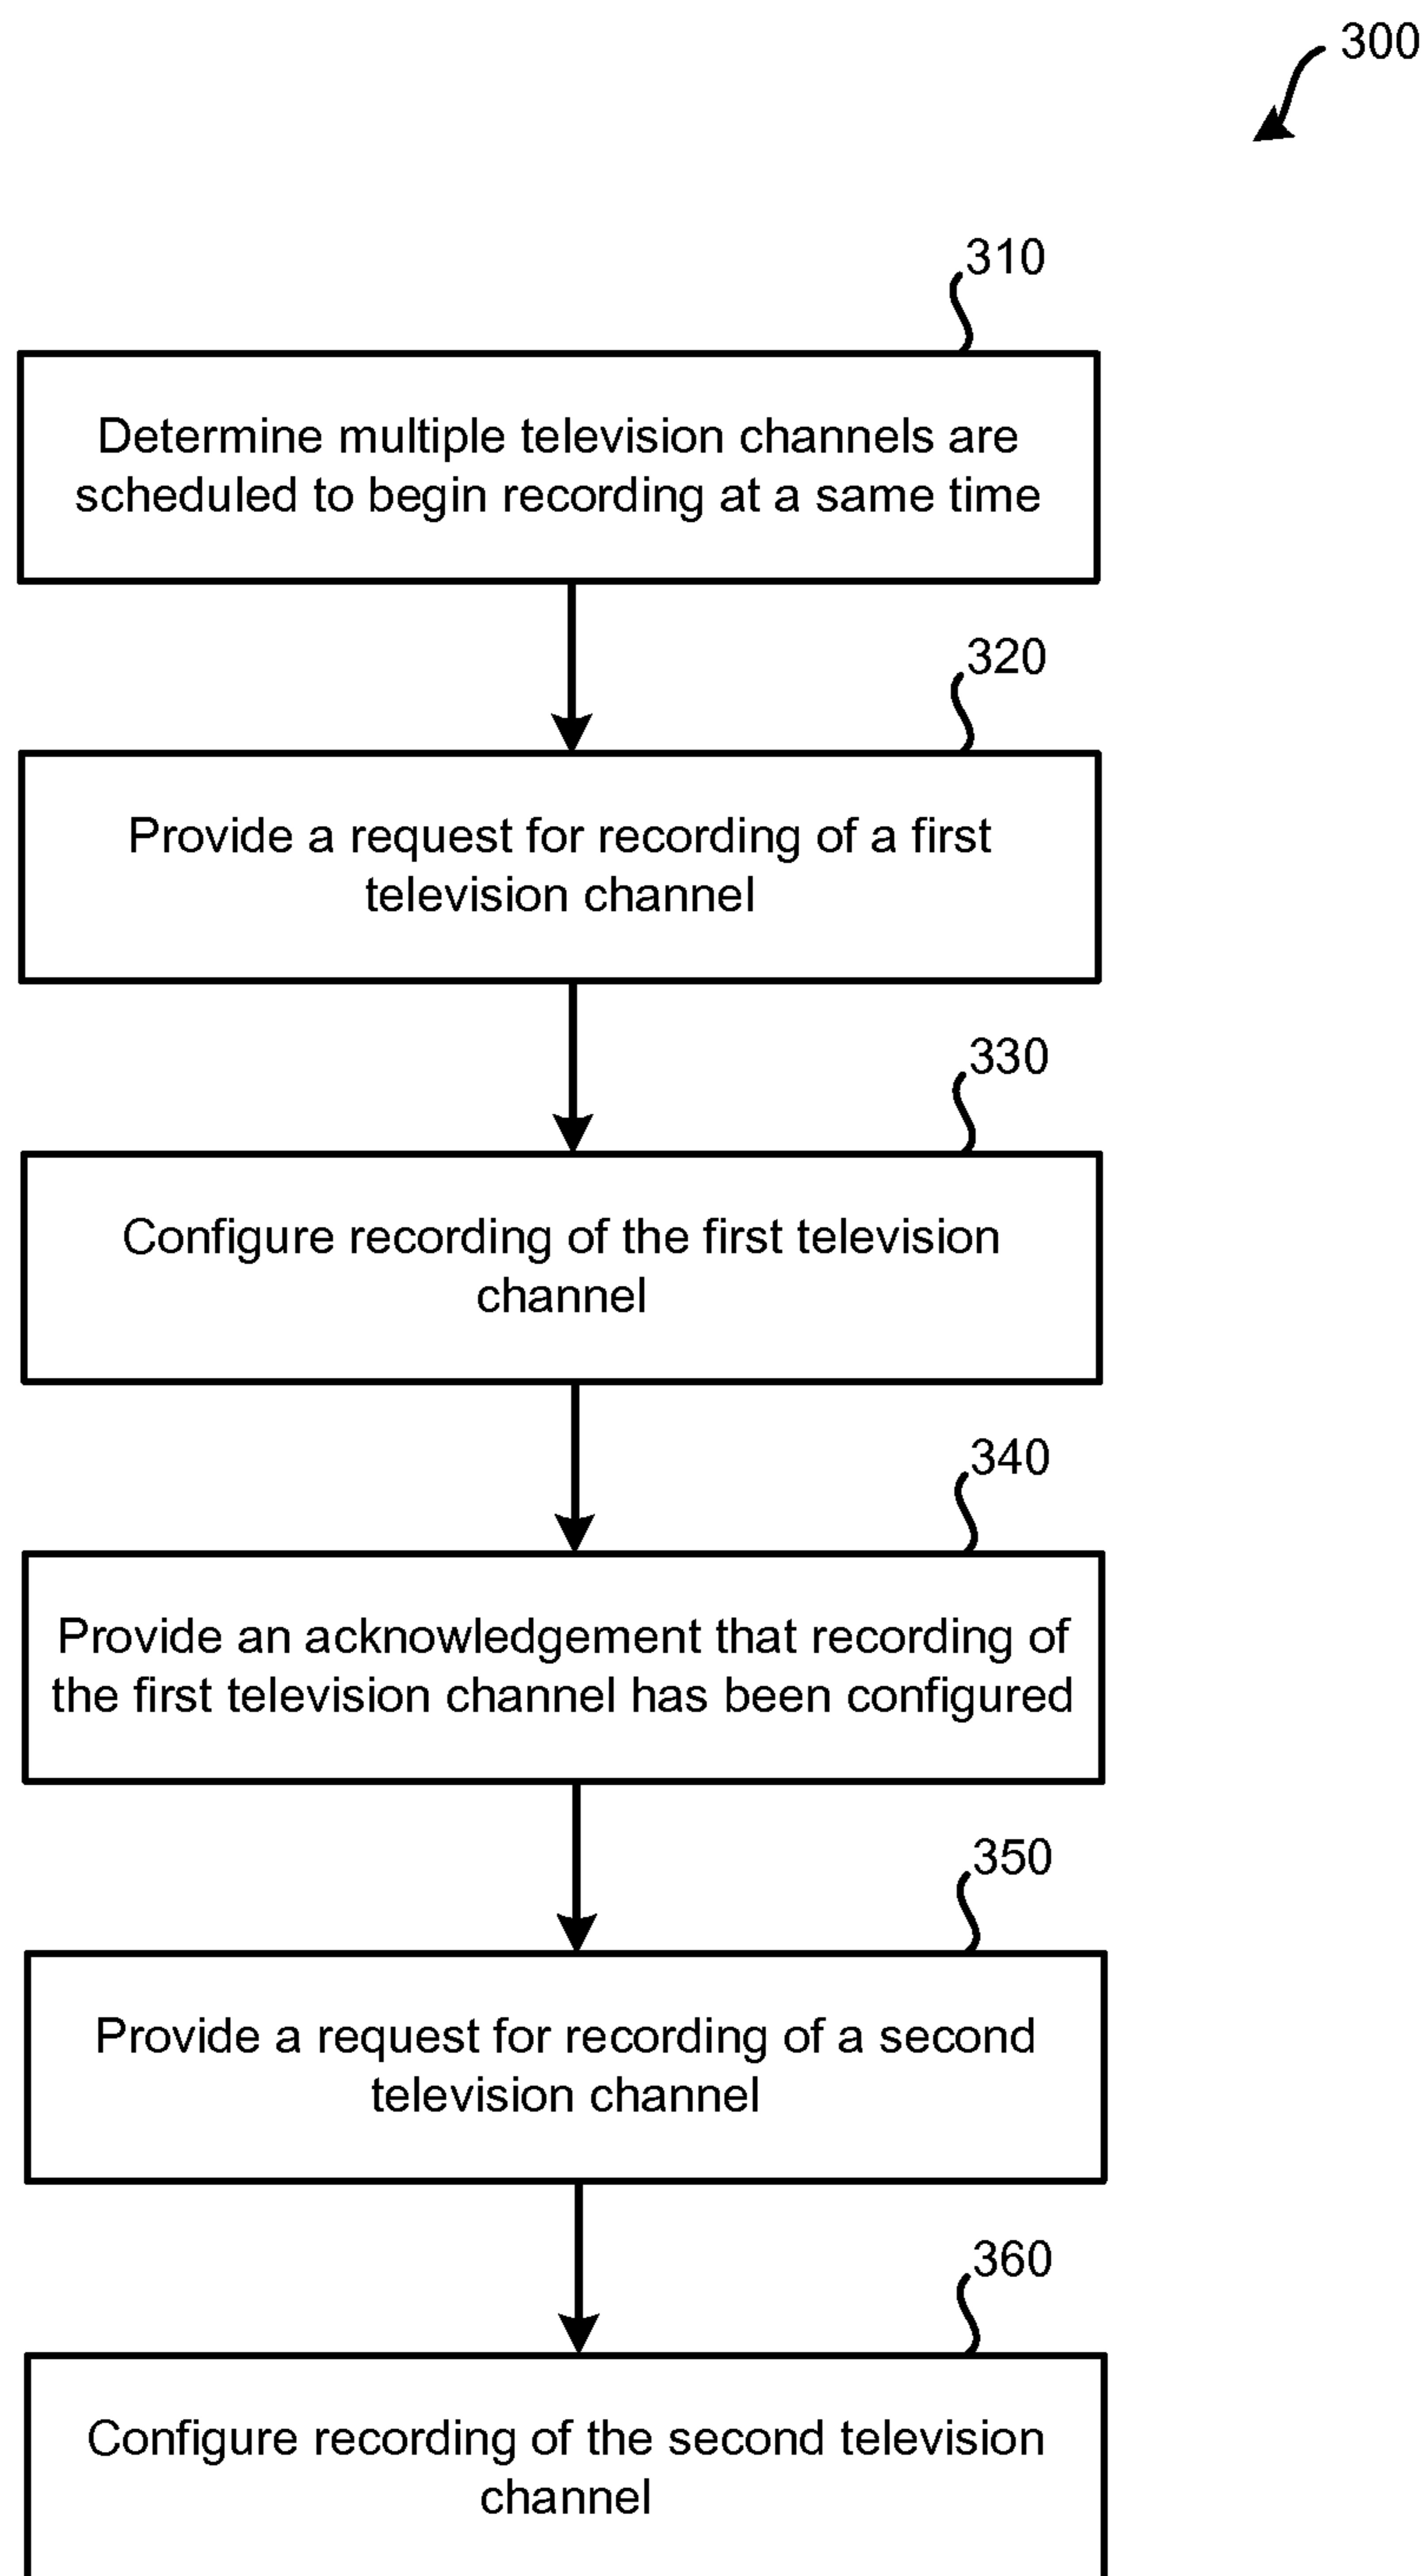 300
310
Determine multiple television channels are
scheduled to begin recording at a same time
320
Provide a request for recording of a first
television channel
330
Configure recording of the first television
channel
340
Provide an acknowledgement that recording of
the first television channel has been configured
350
Provide a request for recording of a second
television channel
360
Configure recording of the second television
channel